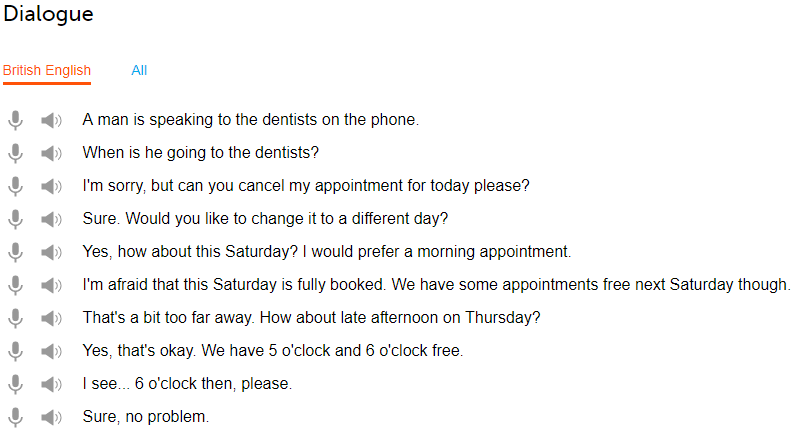 Dialogue
British English All
A man is speaking to the dentists on the phone.
When is he going to the dentists?
I'm sorry, but can you cancel my appointment for today please?
Sure. Would you like to change it to a different day?
Yes, how about this Saturday? I would prefer a morning appointment.
I'm afraid that this Saturday is fully booked. We have some appointments free next Saturday though.
That's a bit too far away. How about late afternoon on Thursday?
Yes, that's okay. We have 5 o'clock and 6 o'clock free.
I see... 6 o'clock then, please.
Sure, no problem.